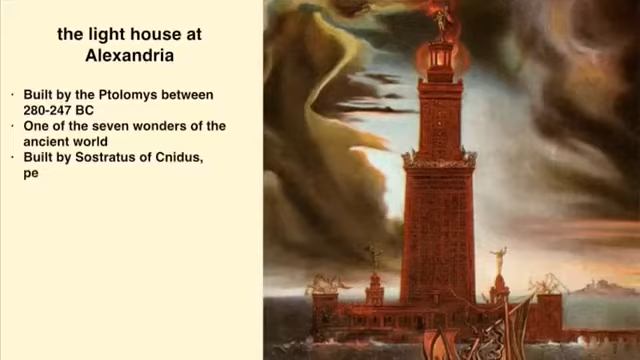 the light house at
Alexandria
· Built by the Ptolomys between
280-247 BC
· One of the seven wonders of the
ancient world
· Built by Sostratus of Cnidus,
pe